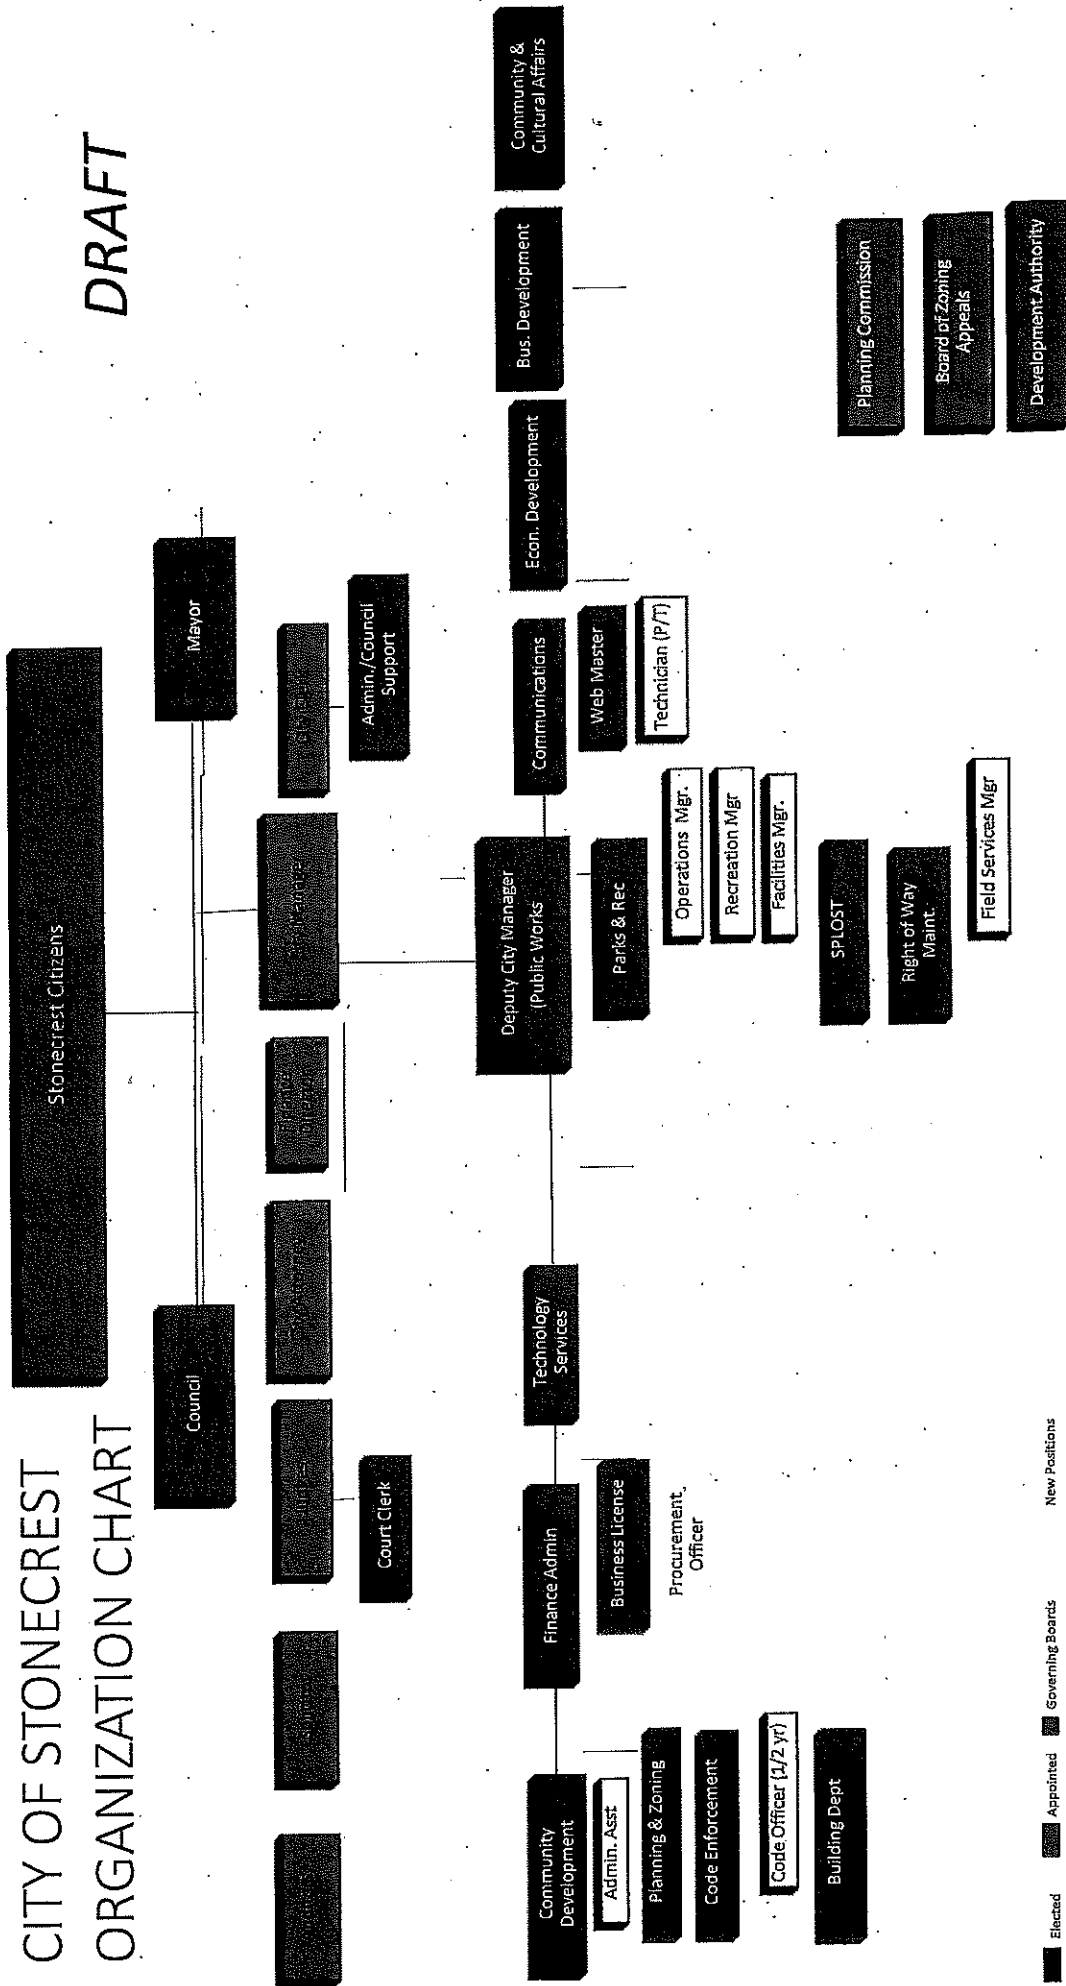 CITY OF STONECREST
ORGANIZATION CHART
DRAFT
Stonecrest Citizens
Council
Mayor
Court Clerk
Admin./Council
Support
Community
Development
Finance Admin
Technology
Services
Deputy City Manager
(Public Works
Communications
Econ. Development
Bus. Development
Community &
Cultural Affairs
Admin. Asst
Planning & Zoning
Code Enforcement
Code Officer (1/2 yr)
Building Dept
Business License
Procurement
Officer
Parks & Rec
Operations Mgr.
Recreation Mgr
Facilities Mgr.
SPLOST
Right of Way
Maint.
Field Services Mgr
Web Master
Technician (P/T)
Planning Commission
Board of Zoning
Appeals
Development Authority
Elected
Appointed
Governing Boards
New Positions